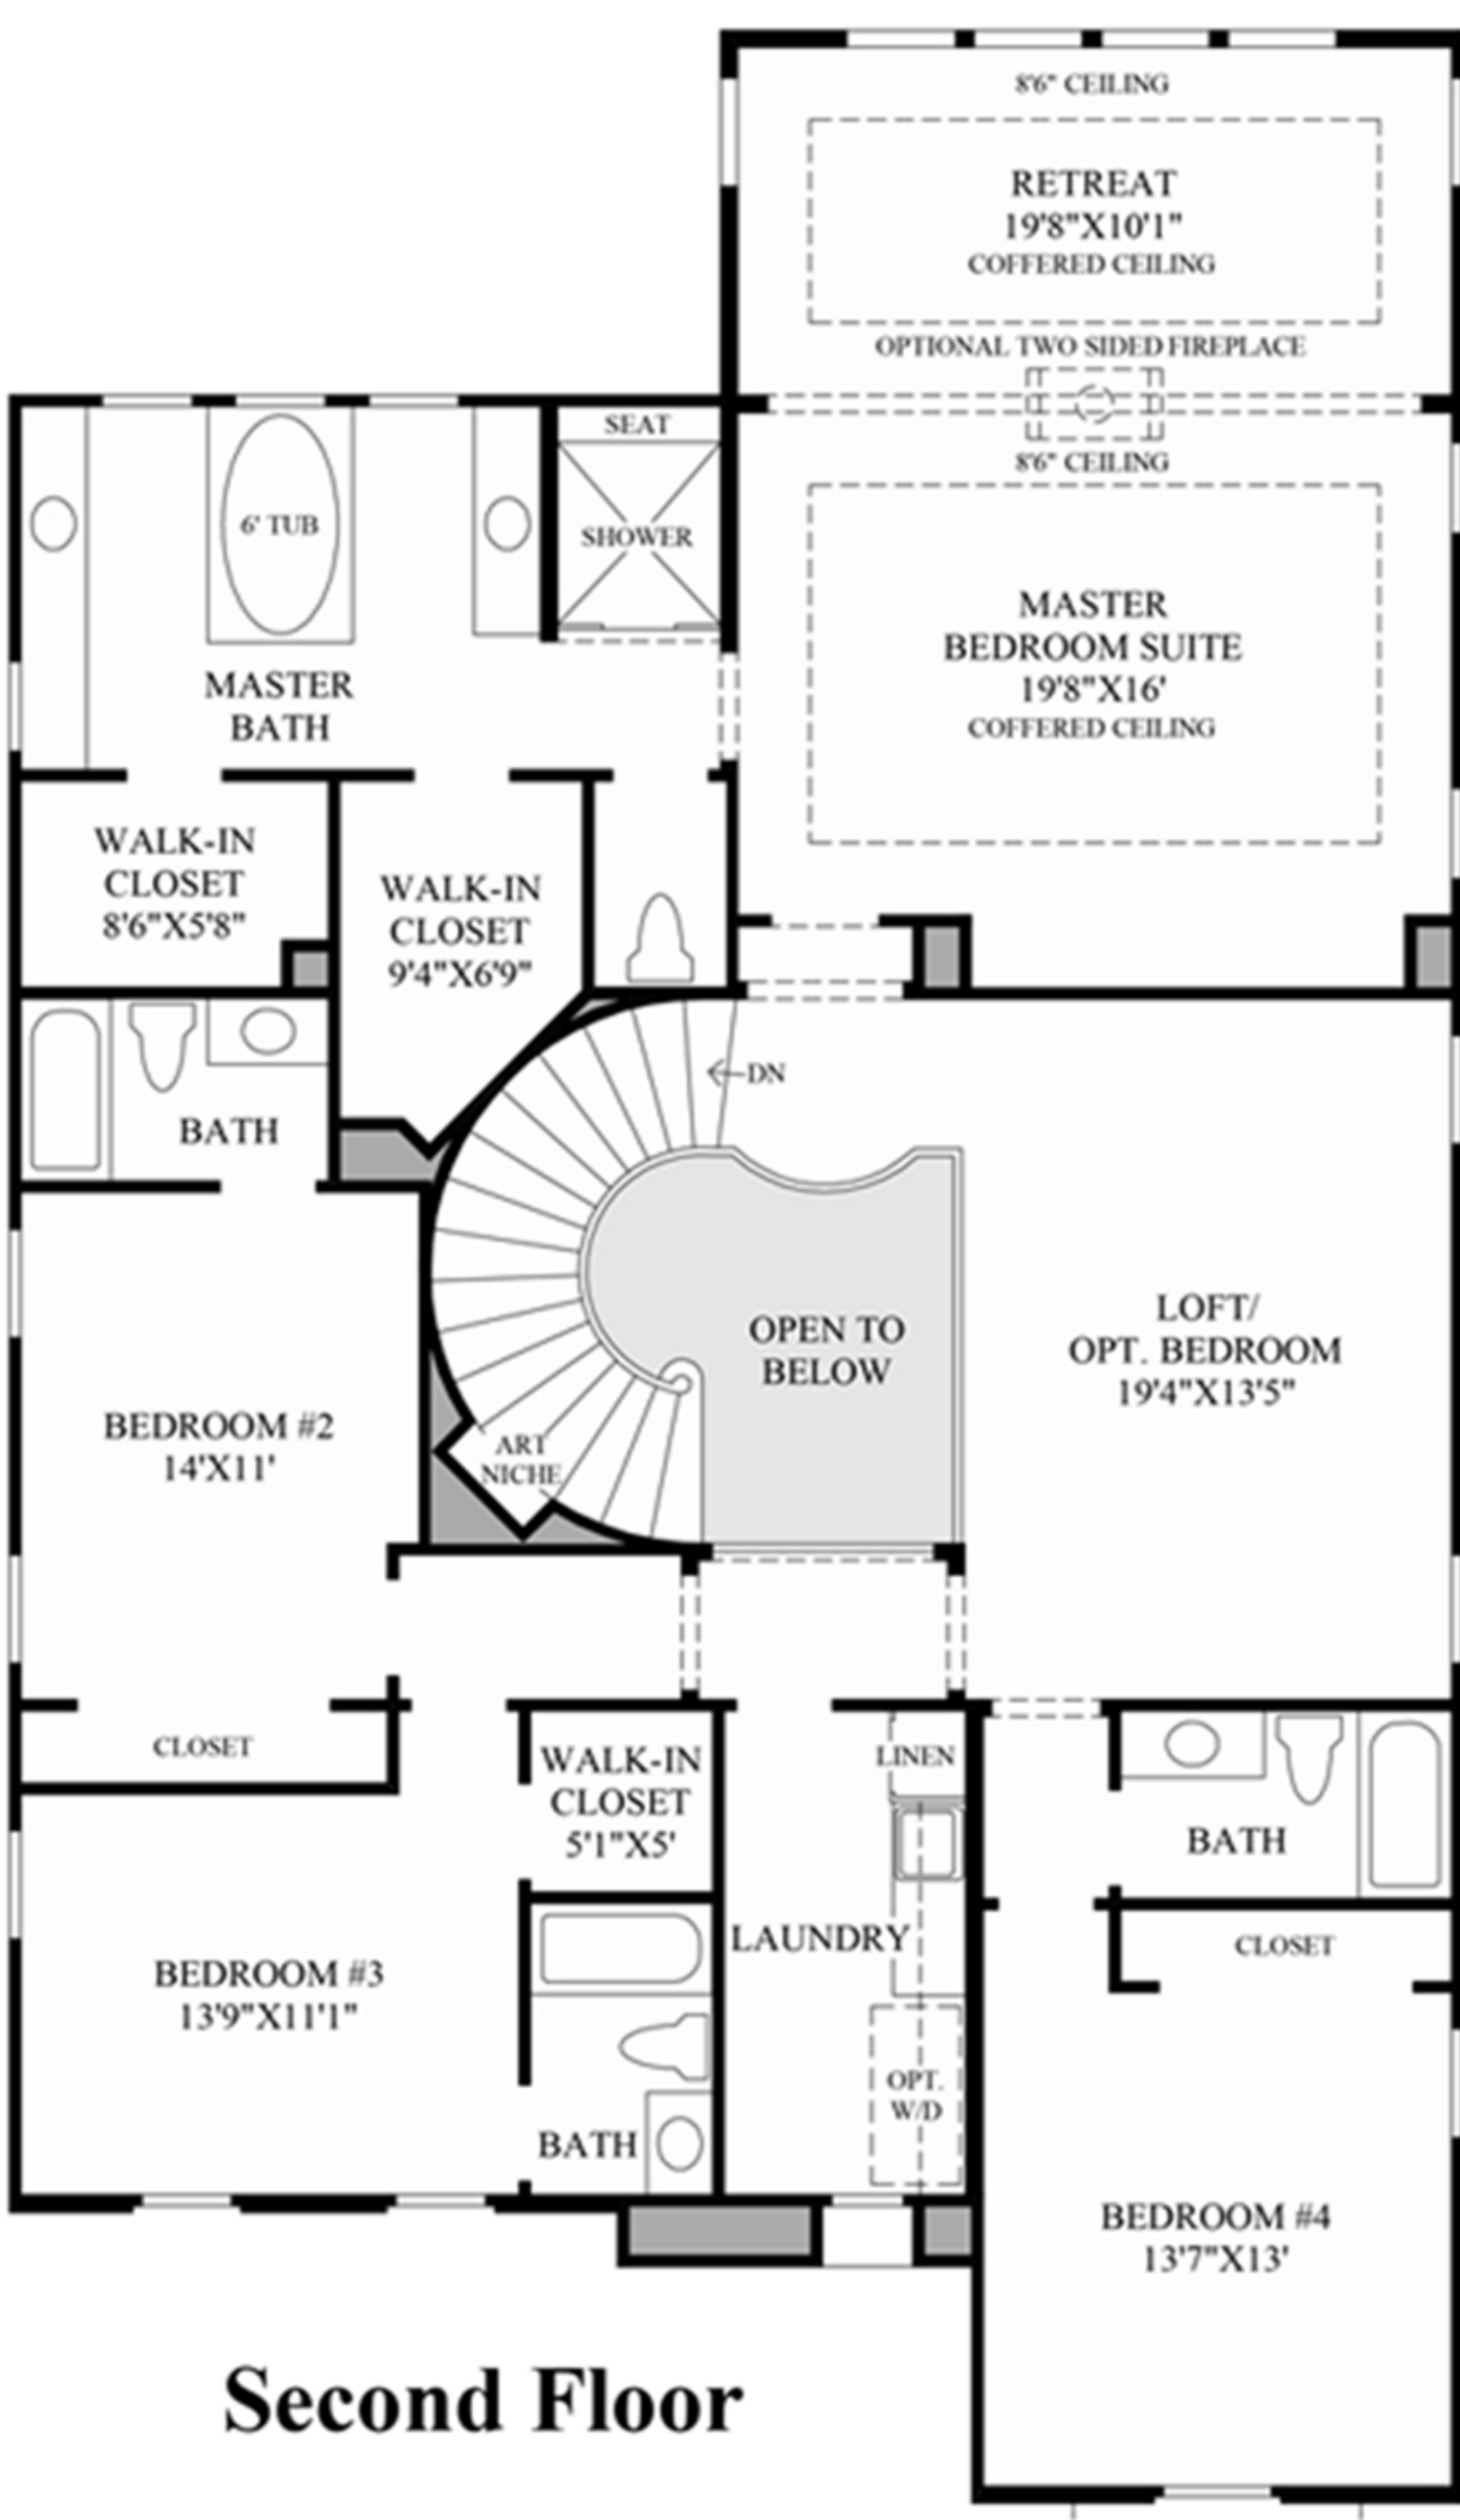 8'6" CEILING
RETREAT
19'8"X10'1"
COFFERED CEILING
OPTIONAL TWO SIDED FIREPLACE
8'6" CEILING
MASTER
BEDROOM SUITE
19'8"X16'
COFFERED CEILING
SEAT
SHOWER
6' TUB
MASTER
BATH
WALK-IN
CLOSET
8'6"X5'8"
WALK-IN
CLOSET
9'4"X6'9"
BATH
DN
OPEN TO
BELOW
LOFT/
OPT. BEDROOM
19'4"X13'5"
BEDROOM #2
14'X11'
ART
NICHE
CLOSET
WALK-IN
CLOSET
5'1"X5'
LINEN
BATH
LAUNDRY
CLOSET
BEDROOM #3
13'9"X11'1"
OPT.
W/D
BATH
BEDROOM #4
13'7"X13'
Second Floor